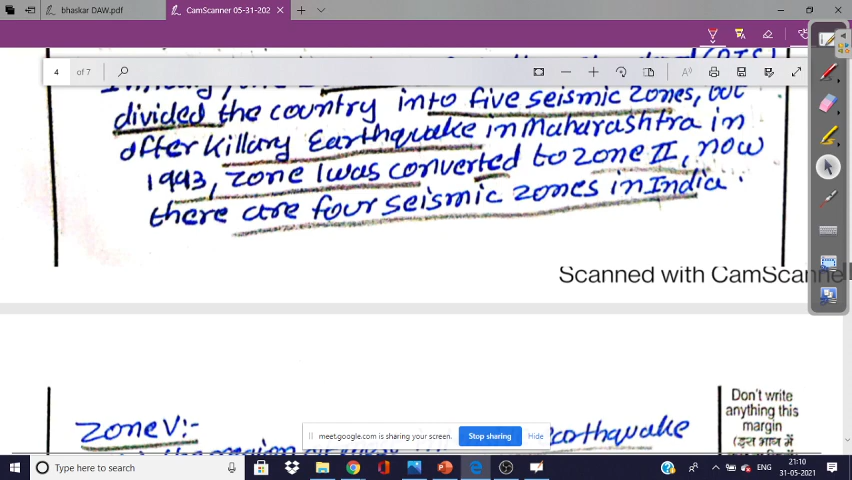 bhaskar DAW.pdf
CamScanner 05-31-202
4 of 7
divided the country into five seismic zones, but
after Killary Earthquake in Maharashtra in
1993, zone I was converted to zone II, now
there are four seismic zones in India.
Scanned with CamScanne
Don't write
anything this
margin
(इस भाग में
Zone V:-
Earthquake
meet.google.com is sharing your screen. Stop sharing Hide
Type here to search
ENG
21:10
31-05-2021